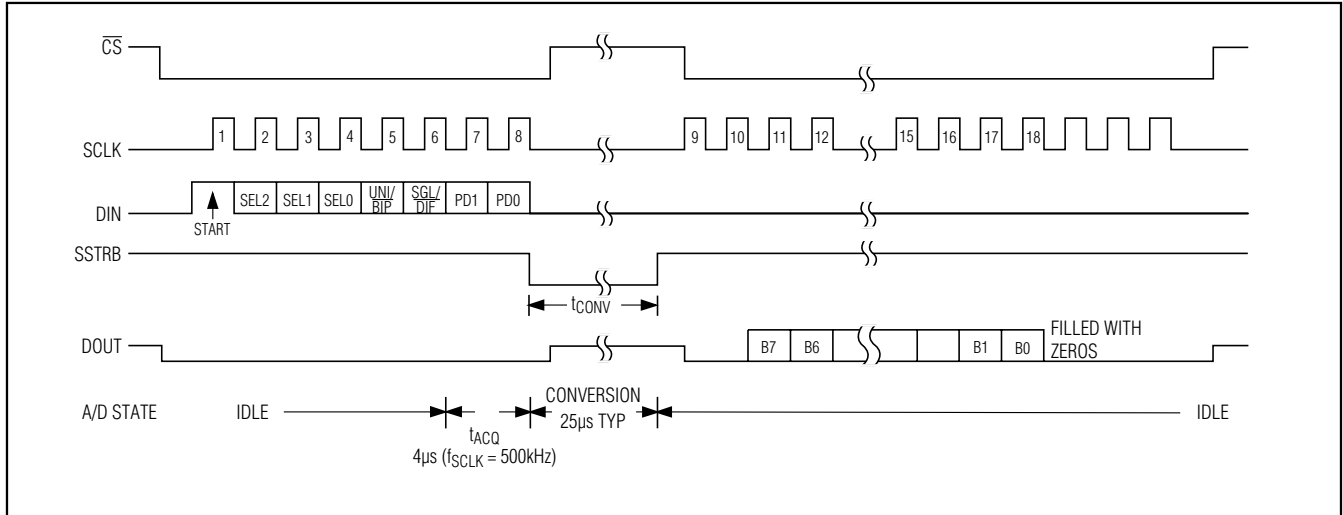 CS
SCLK 1 2 3 4 5 6 7 8 9 10 11 12 15 16 17 18
DIN SEL2 SEL1 SEL0 UNI/BIP SGL/DIF PD1 PD0
START
SSTRB
tCONV
DOUT B7 B6 B1 B0 FILLED WITH ZEROS
A/D STATE IDLE CONVERSION 25µs TYP IDLE
tACQ
4µs (fSCLK = 500kHz)